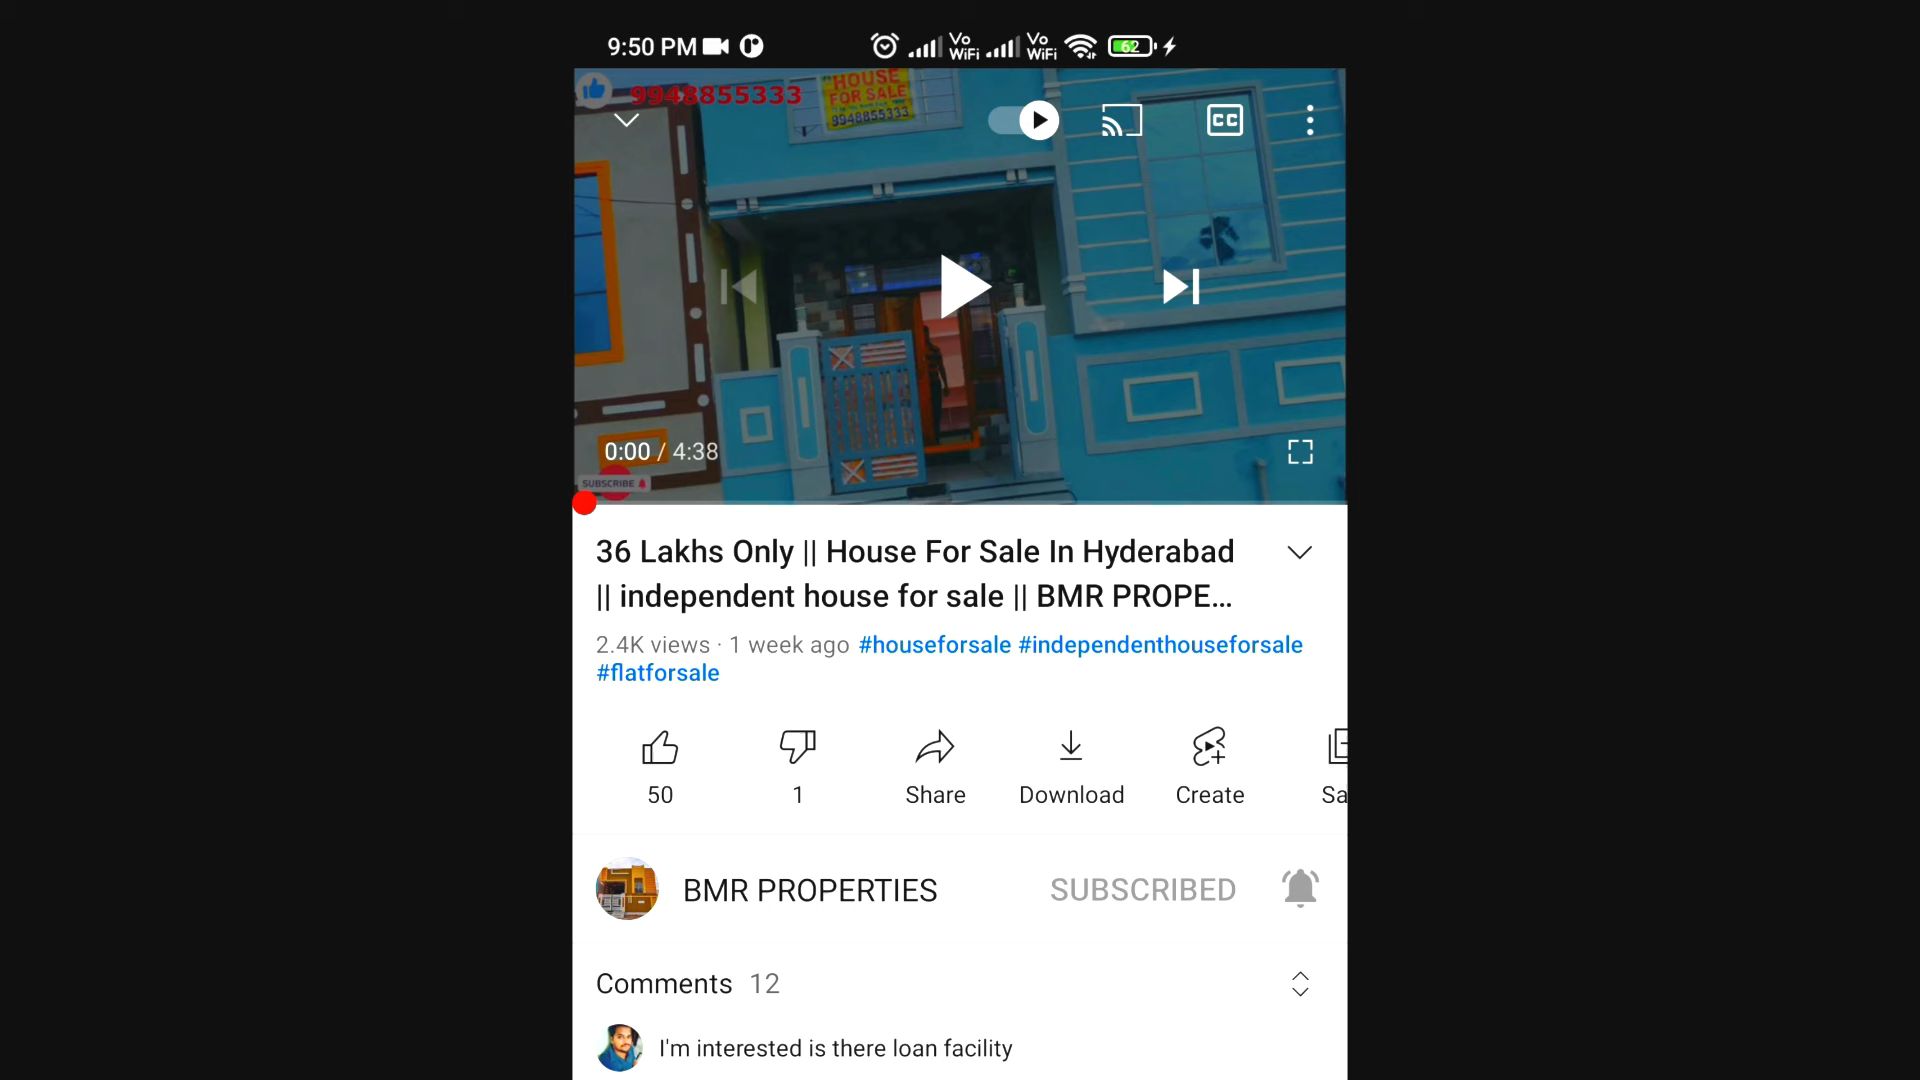 9:50 PM
Vo WiFi
Vo WiFi
62
9948855333
HOUSE
FOR SALE
9948855333
CC
0:00 / 4:38
SUBSCRIBE
36 Lakhs Only || House For Sale In Hyderabad
|| independent house for sale || BMR PROPE...
2.4K views · 1 week ago #houseforsale #independenthouseforsale
#flatforsale
50
1
Share
Download
Create
Sa
BMR PROPERTIES
SUBSCRIBED
Comments 12
I'm interested is there loan facility